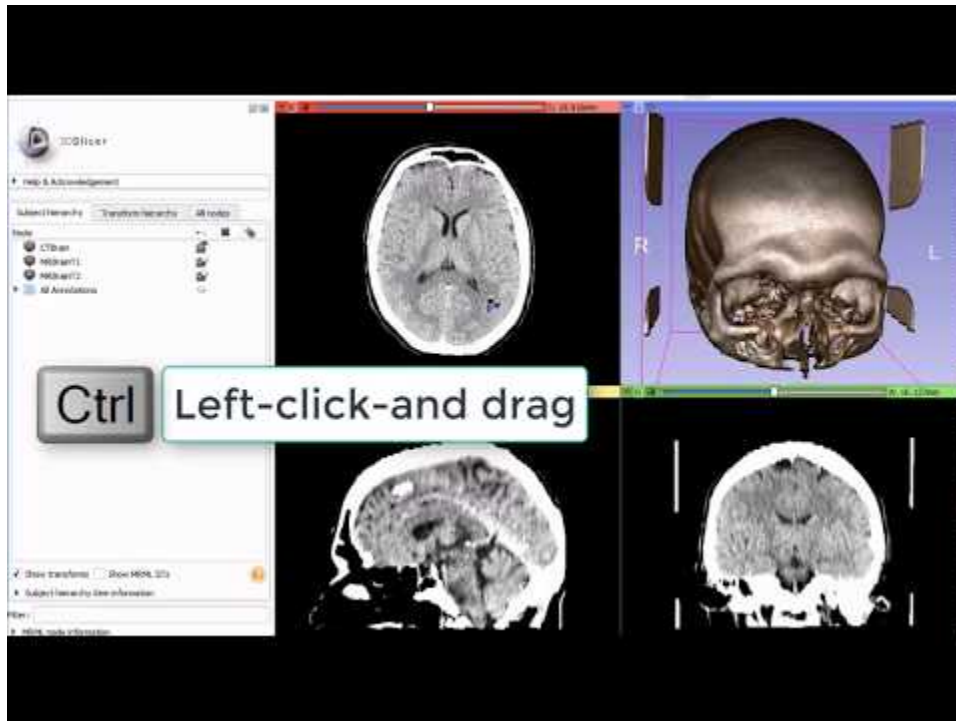 3DSlicer
Help & Acknowledgement
Subject hierarchy
Transform hierarchy
All nodes
Node
CTBrain
MRBrainT1
MRBrainT2
All Annotations
R
L
Ctrl
Left-click-and drag
Show transforms
Show MRML ID's
Subject hierarchy item information
Filter:
MRML node information